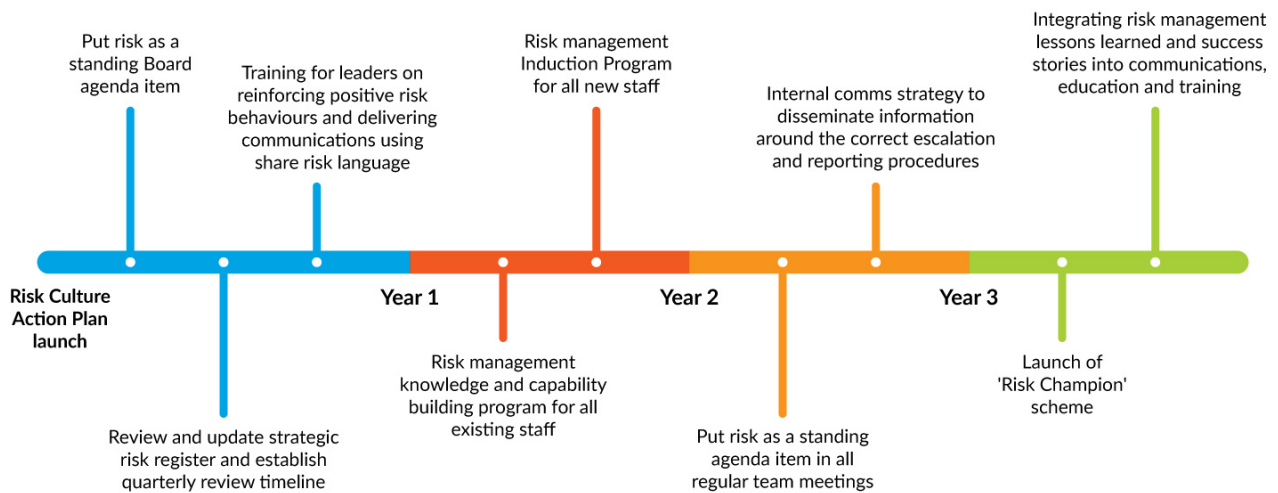 Put risk as a
standing Board
agenda item
Training for leaders on
reinforcing positive risk
behaviours and delivering
communications using
share risk language
Risk management
Induction Program
for all new staff
Internal comms strategy to
disseminate information
around the correct escalation
and reporting procedures
Integrating risk management
lessons learned and success
stories into communications,
education and training
Risk Culture
Action Plan
launch
Year 1
Year 2
Year 3
Review and update strategic
risk register and establish
quarterly review timeline
Risk management
knowledge and capability
building program for all
existing staff
Put risk as a standing
agenda item in all
regular team meetings
Launch of
'Risk Champion'
scheme